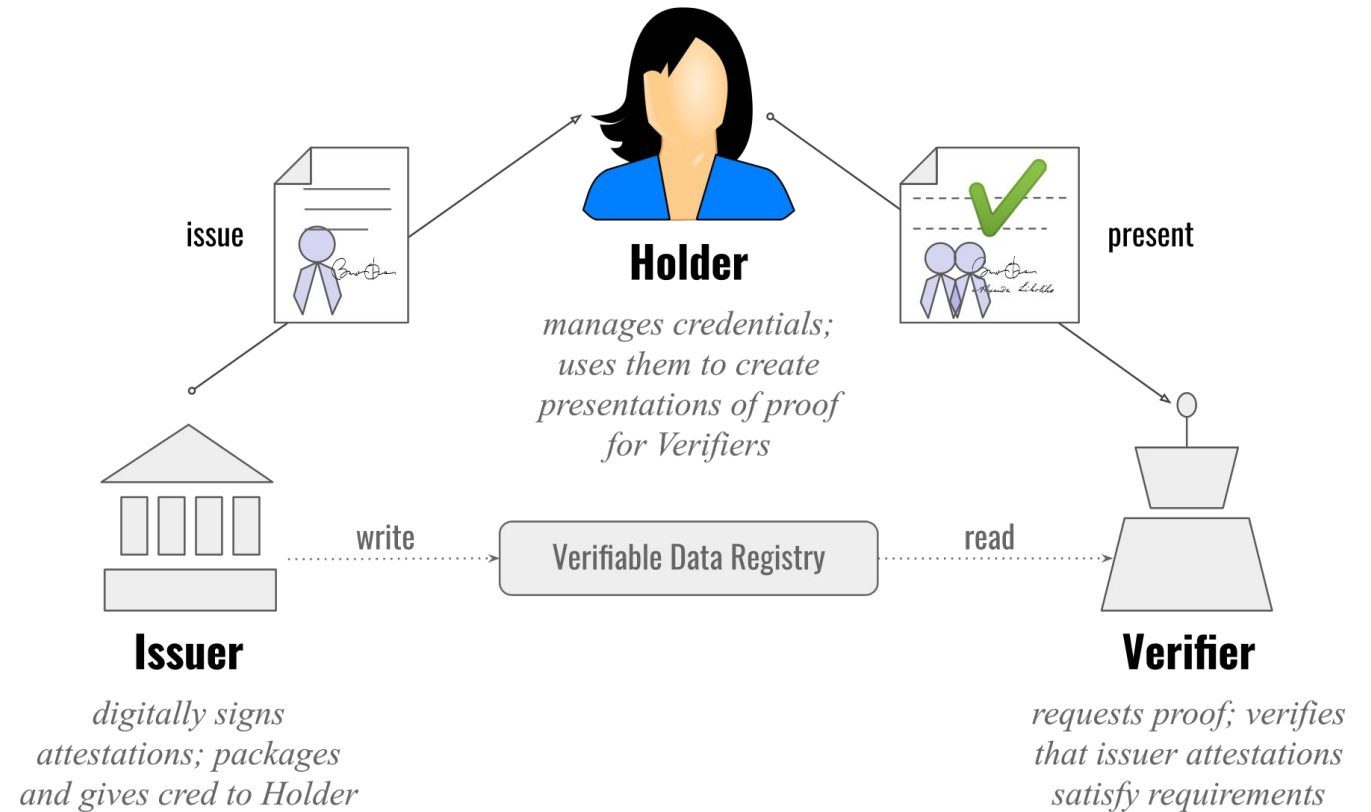 issue
present
Holder
manages credentials;
uses them to create
presentations of proof
for Verifiers
write
Verifiable Data Registry
read
Issuer
digitally signs
attestations; packages
and gives cred to Holder
Verifier
requests proof; verifies
that issuer attestations
satisfy requirements